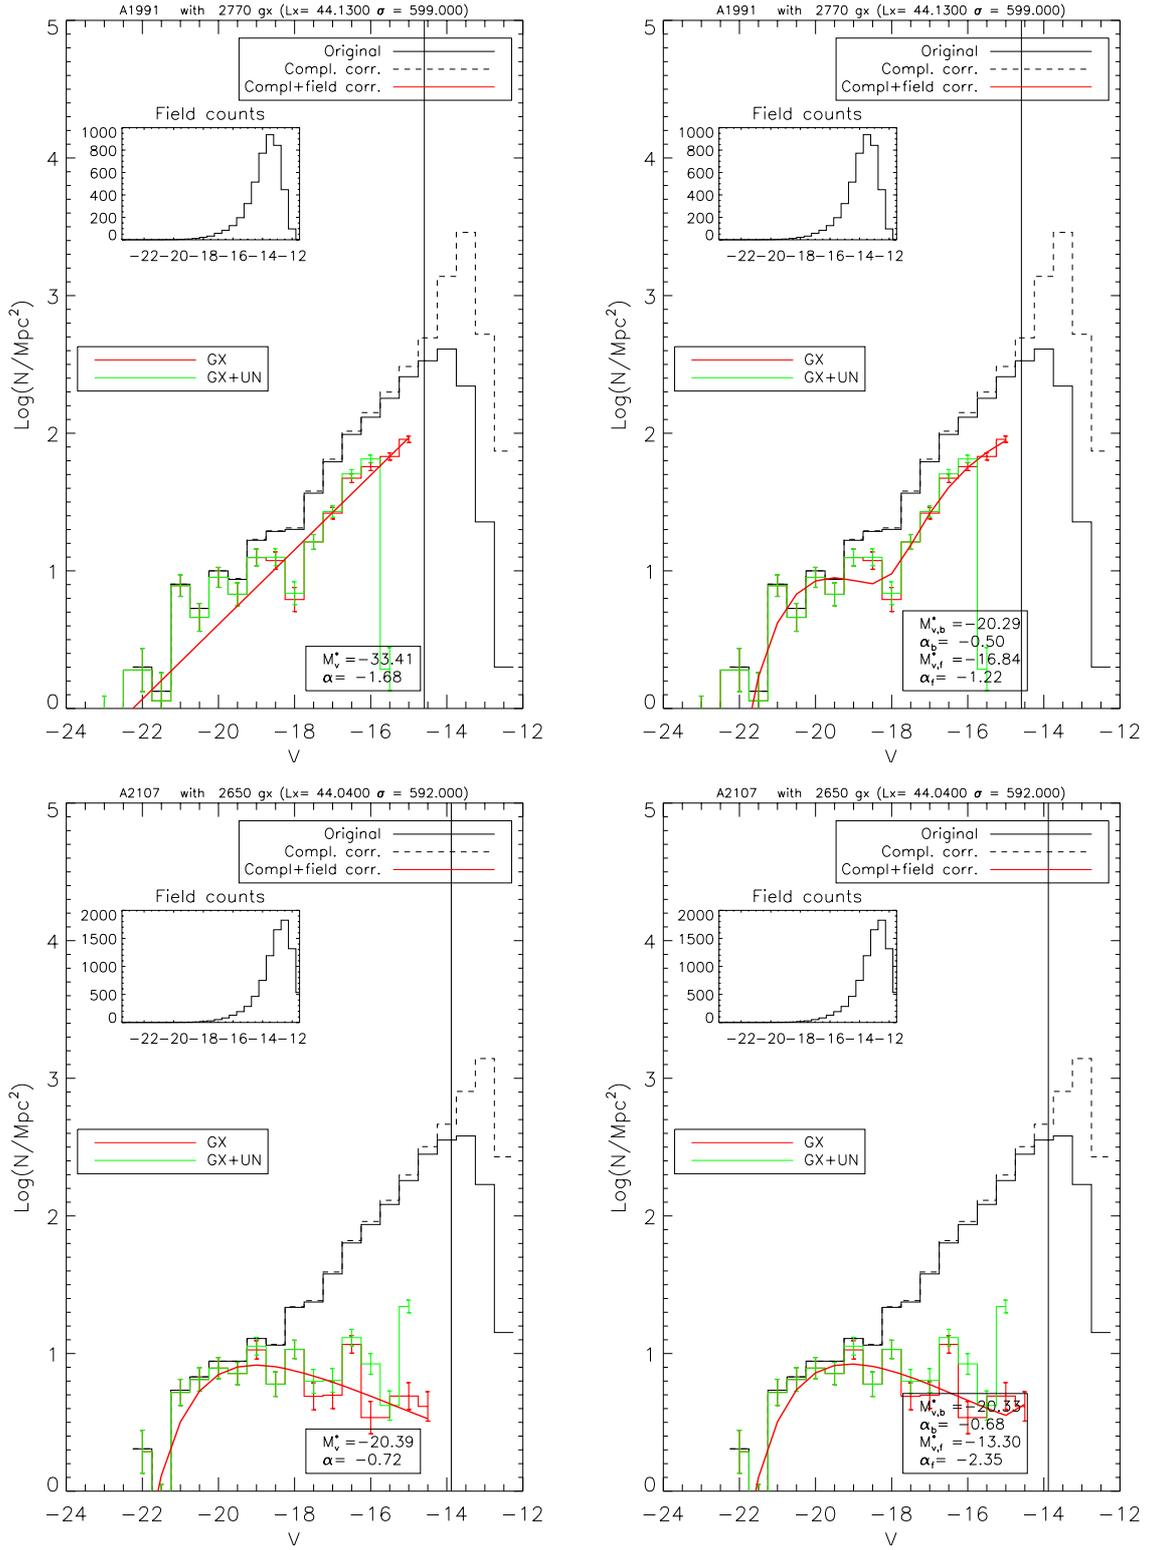 A1991 with 2770 gx (Lx= 44.1300 σ = 599.000)
Original
Compl. corr.
Compl+field corr.
Field counts
1000
800
600
400
200
0
-22-20-18-16-14-12
GX
GX+UN
M*v =-33.41
α= -1.68
Log(N/Mpc²)
5
4
3
2
1
0
-24 -22 -20 -18 -16 -14 -12
V
A1991 with 2770 gx (Lx= 44.1300 σ = 599.000)
Original
Compl. corr.
Compl+field corr.
Field counts
1000
800
600
400
200
0
-22-20-18-16-14-12
GX
GX+UN
M*v,b =-20.29
αb= -0.50
M*v,f =-16.84
αf= -1.22
Log(N/Mpc²)
5
4
3
2
1
0
-24 -22 -20 -18 -16 -14 -12
V
A2107 with 2650 gx (Lx= 44.0400 σ = 592.000)
Original
Compl. corr.
Compl+field corr.
Field counts
2000
1500
1000
500
0
-22-20-18-16-14-12
GX
GX+UN
M*v =-20.39
α= -0.72
Log(N/Mpc²)
5
4
3
2
1
0
-24 -22 -20 -18 -16 -14 -12
V
A2107 with 2650 gx (Lx= 44.0400 σ = 592.000)
Original
Compl. corr.
Compl+field corr.
Field counts
2000
1500
1000
500
0
-22-20-18-16-14-12
GX
GX+UN
M*v,b =-20.33
αb= -0.68
M*v,f =-13.30
αf= -2.35
Log(N/Mpc²)
5
4
3
2
1
0
-24 -22 -20 -18 -16 -14 -12
V